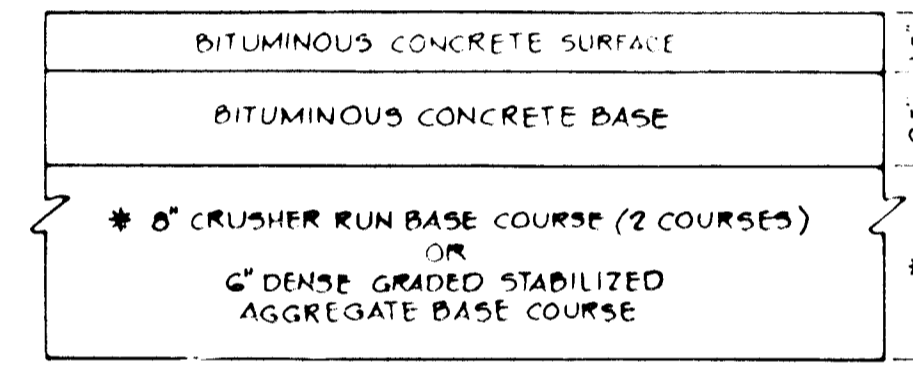 BITUMINOUS CONCRETE SURFACE
BITUMINOUS CONCRETE BASE
* 8" CRUSHER RUN BASE COURSE (2 COURSES)
OR
6" DENSE GRADED STABILIZED
AGGREGATE BASE COURSE